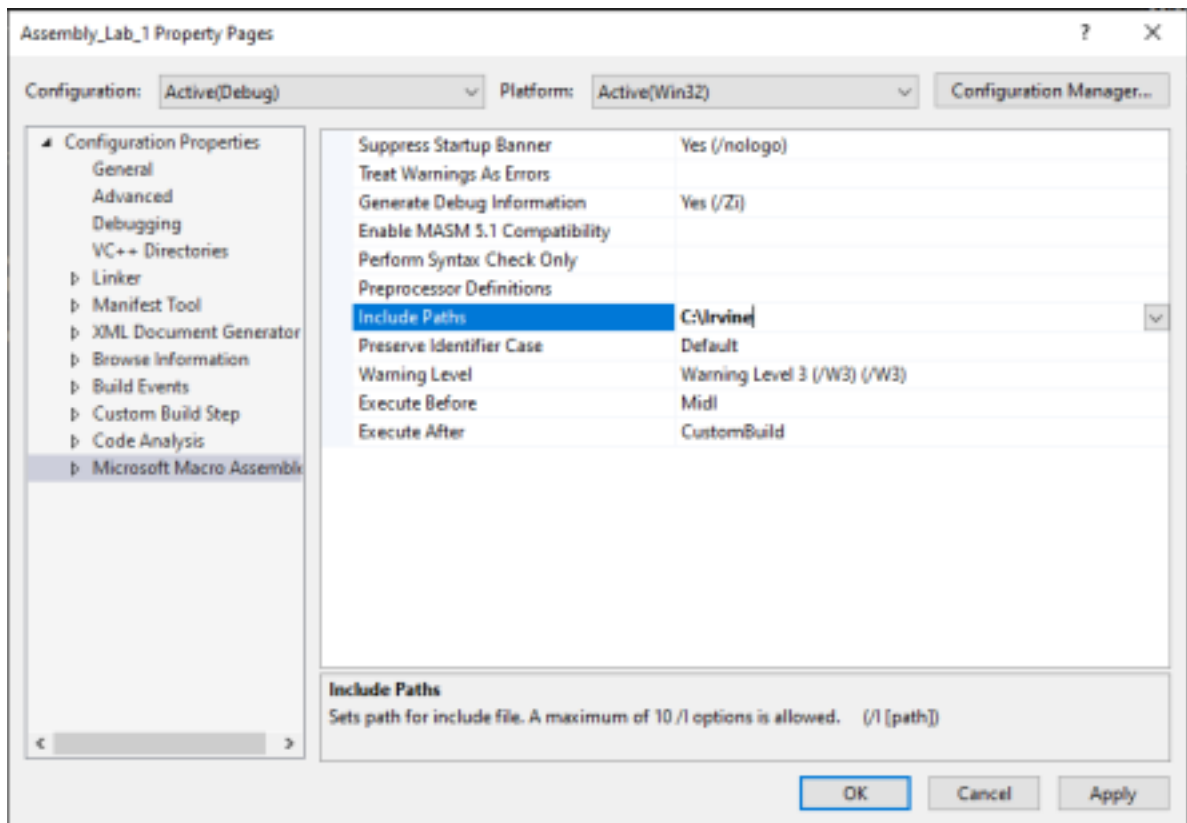 Assembly_Lab_1 Property Pages
? ×
Configuration: Active(Debug) Platform: Active(Win32) Configuration Manager...
Configuration Properties
General
Advanced
Debugging
VC++ Directories
Linker
Manifest Tool
XML Document Generator
Browse Information
Build Events
Custom Build Step
Code Analysis
Microsoft Macro Assemble
Suppress Startup Banner Yes (/nologo)
Treat Warnings As Errors
Generate Debug Information Yes (/Zi)
Enable MASM 5.1 Compatibility
Perform Syntax Check Only
Preprocessor Definitions
Include Paths C:\Irvine
Preserve Identifier Case Default
Warning Level Warning Level 3 (/W3) (/W3)
Execute Before Midl
Execute After CustomBuild
Include Paths
Sets path for include file. A maximum of 10 /I options is allowed. (/I [path])
OK Cancel Apply